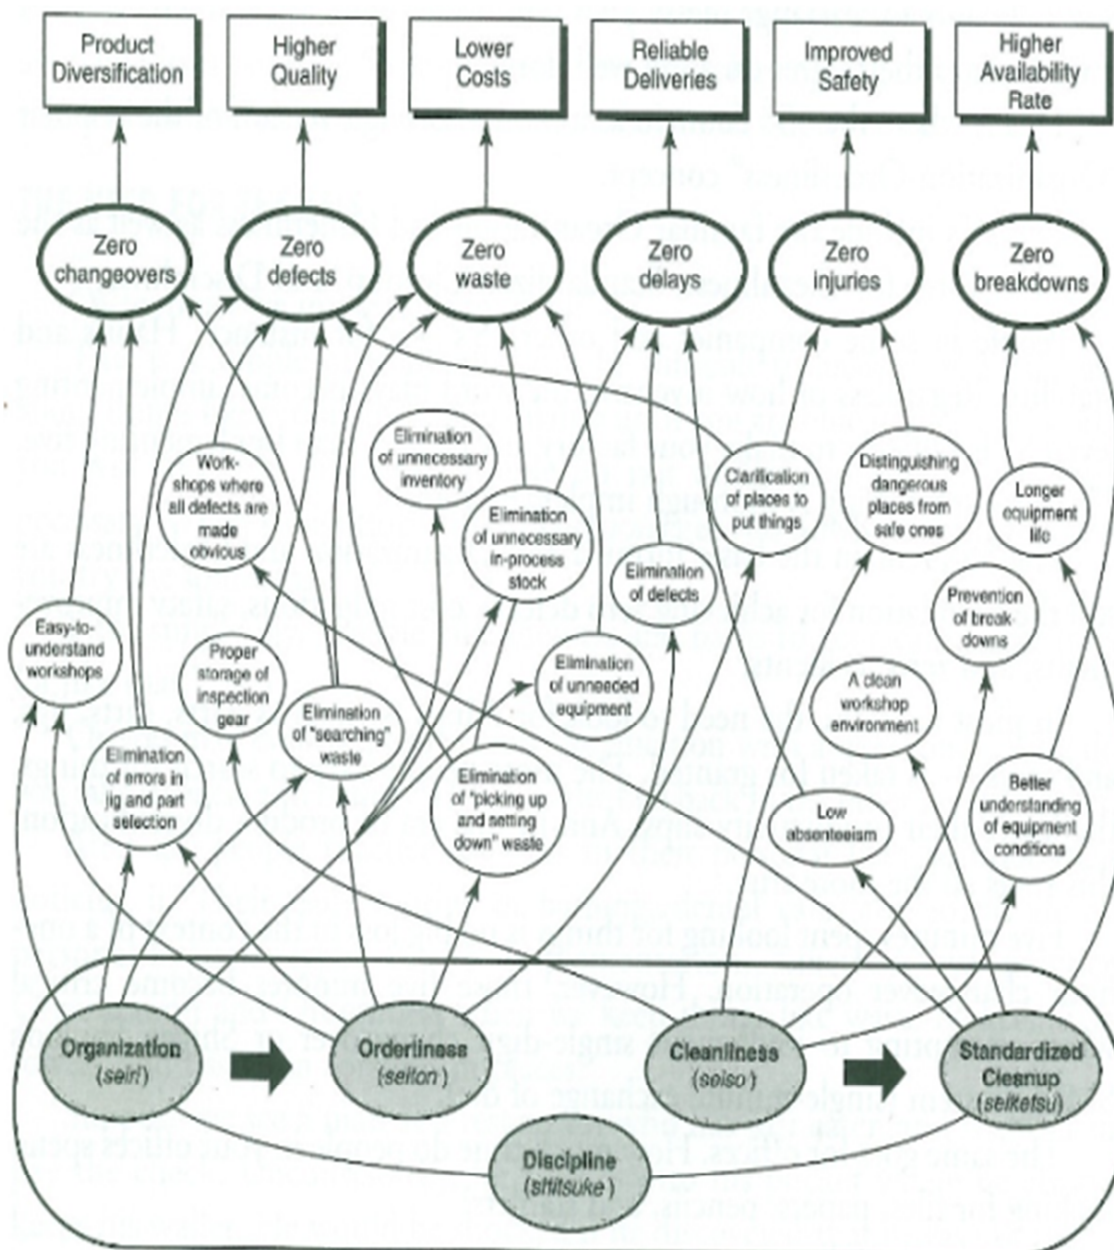 Product
Diversification
Higher
Quality
Lower
Costs
Reliable
Deliveries
Improved
Safety
Higher
Availability
Rate
Zero
changeovers
Zero
defects
Zero
waste
Zero
delays
Zero
injuries
Zero
breakdowns
Work-
shops where
all defects are
made
obvious
Elimination
of unnecessary
inventory
Elimination
of unnecessary
in-process
stock
Elimination
of defects
Clarification
of places to
put things
Distinguishing
dangerous
places from
safe ones
Longer
equipment
life
Prevention
of break-
downs
Easy-to-
understand
workshops
Proper
storage of
inspection
gear
Elimination
of "searching"
waste
Elimination
of unneeded
equipment
A clean
workshop
environment
Elimination
of errors in
jig and part
selection
Elimination
of "picking up
and setting
down" waste
Low
absenteeism
Better
understanding
of equipment
conditions
Organization
(seiri)
Orderliness
(seiton)
Cleanliness
(seiso)
Standardized
Cleanup
(seiketsu)
Discipline
(shitsuke)